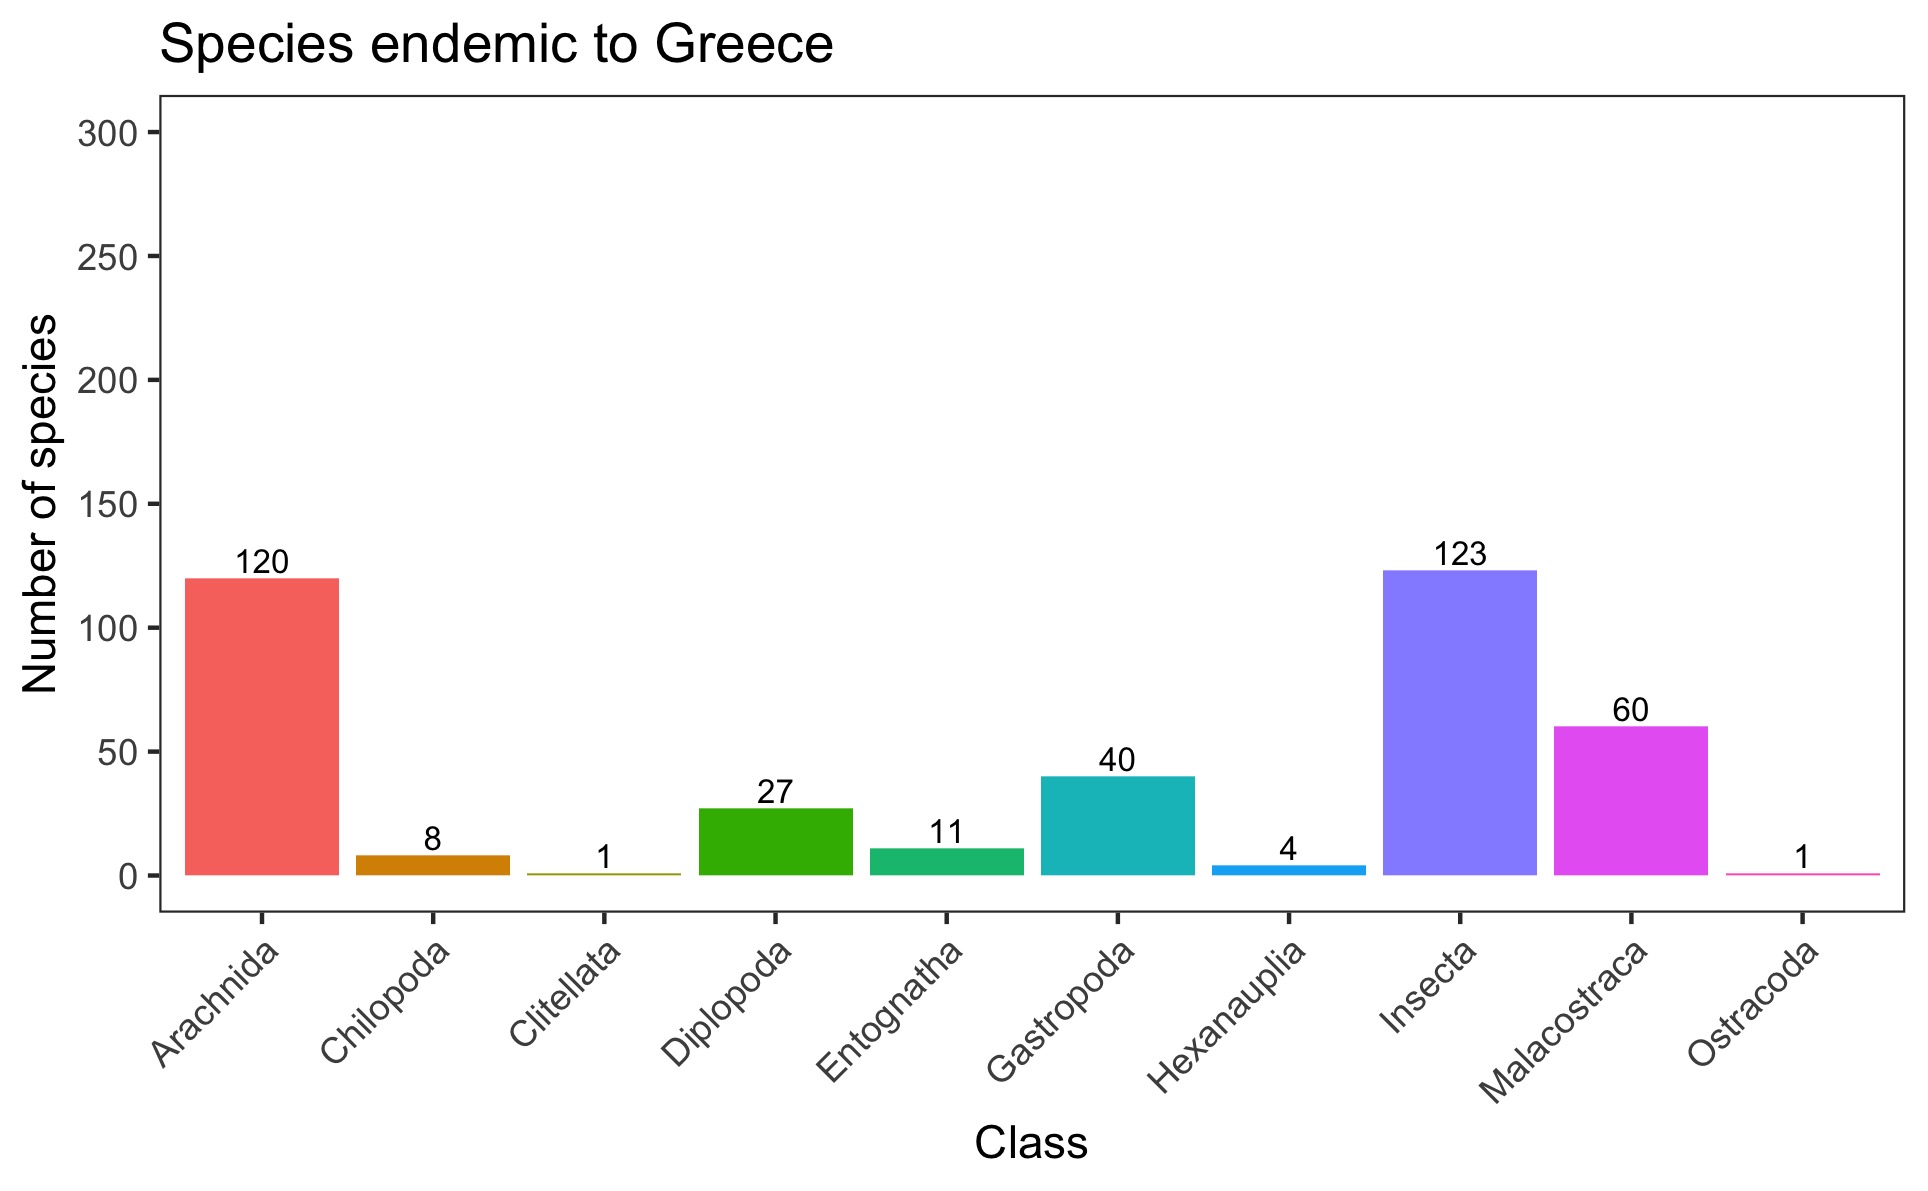 Species endemic to Greece
Number of species
300
250
200
150
100
50
0
120
8
1
27
11
40
4
123
60
1
Arachnida
Chilopoda
Clitellata
Diplopoda
Entognatha
Gastropoda
Hexanauplia
Insecta
Malacostraca
Ostracoda
Class